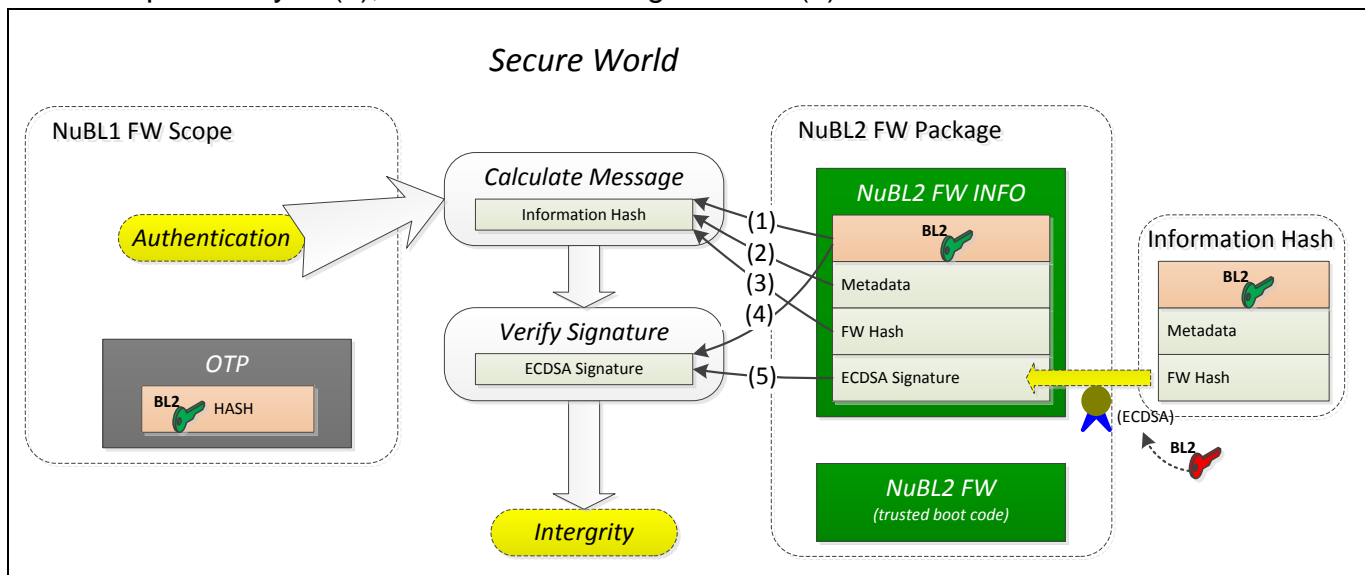 Secure World
NuBL1 FW Scope
Authentication
OTP
BL2
HASH
Calculate Message
Information Hash
Verify Signature
ECDSA Signature
Intergrity
(1)
(2)
(3)
(4)
(5)
NuBL2 FW Package
NuBL2 FW INFO
BL2
Metadata
FW Hash
ECDSA Signature
NuBL2 FW
(trusted boot code)
Information Hash
BL2
Metadata
FW Hash
(ECDSA)
BL2